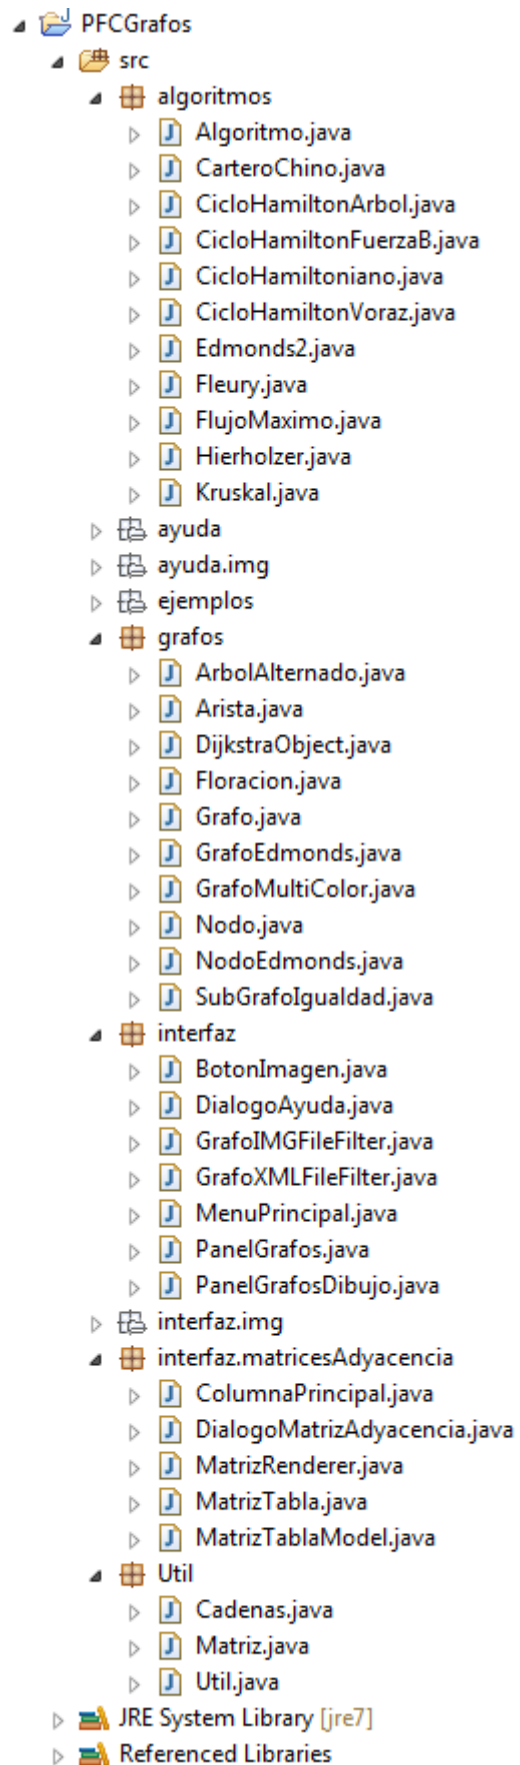 PFCGrafos
src
algoritmos
Algoritmo.java
CarteroChino.java
CicloHamiltonArbol.java
CicloHamiltonFuerzaB.java
CicloHamiltoniano.java
CicloHamiltonVoraz.java
Edmonds2.java
Fleury.java
FlujoMaximo.java
Hierholzer.java
Kruskal.java
ayuda
ayuda.img
ejemplos
grafos
ArbolAlternado.java
Arista.java
DijkstraObject.java
Floracion.java
Grafo.java
GrafoEdmonds.java
GrafoMultiColor.java
Nodo.java
NodoEdmonds.java
SubGrafoIgualdad.java
interfaz
BotonImagen.java
DialogoAyuda.java
GrafoIMGFileFilter.java
GrafoXMLFileFilter.java
MenuPrincipal.java
PanelGrafos.java
PanelGrafosDibujo.java
interfaz.img
interfaz.matricesAdyacencia
ColumnaPrincipal.java
DialogoMatrizAdyacencia.java
MatrizRenderer.java
MatrizTabla.java
MatrizTablaModel.java
Util
Cadenas.java
Matriz.java
Util.java
JRE System Library [jre7]
Referenced Libraries